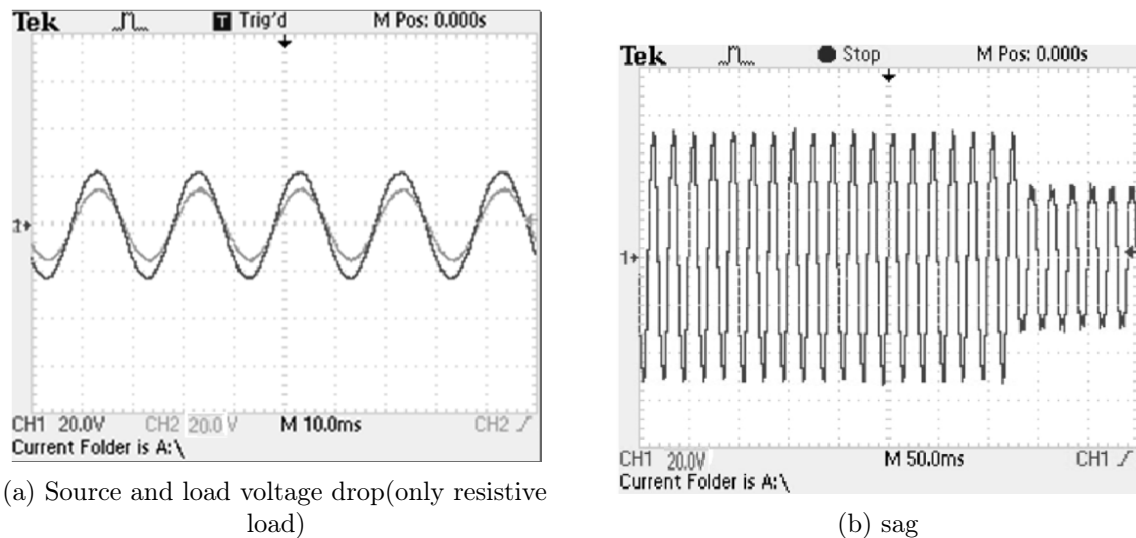 Tek Trig'd M Pos: 0.000s
1
CH1 20.0V CH2 20.0 V M 10.0ms CH2
Current Folder is A:\
(a) Source and load voltage drop(only resistive
load)
Tek Stop M Pos: 0.000s
1
CH1 20.0V M 50.0ms CH1
Current Folder is A:\
(b) sag